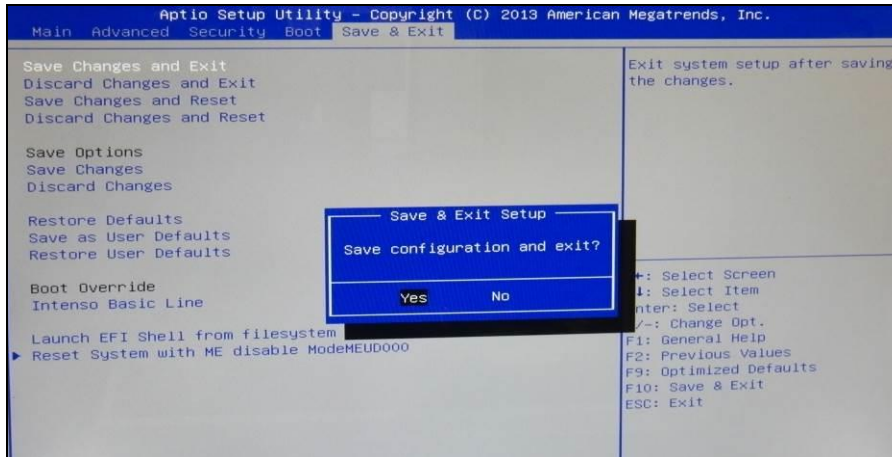 Aptio Setup Utility – Copyright (C) 2013 American Megatrends, Inc.
Main Advanced Security Boot Save & Exit
Save Changes and Exit
Discard Changes and Exit
Save Changes and Reset
Discard Changes and Reset
Save Options
Save Changes
Discard Changes
Restore Defaults
Save as User Defaults
Restore User Defaults
Boot Override
Intenso Basic Line
Launch EFI Shell from filesystem
Reset System with ME disable ModeMEUD000
Save & Exit Setup
Save configuration and exit?
Yes No
Exit system setup after saving
the changes.
: Select Screen
: Select Item
nter: Select
/-: Change Opt.
F1: General Help
F2: Previous Values
F9: Optimized Defaults
F10: Save & Exit
ESC: Exit